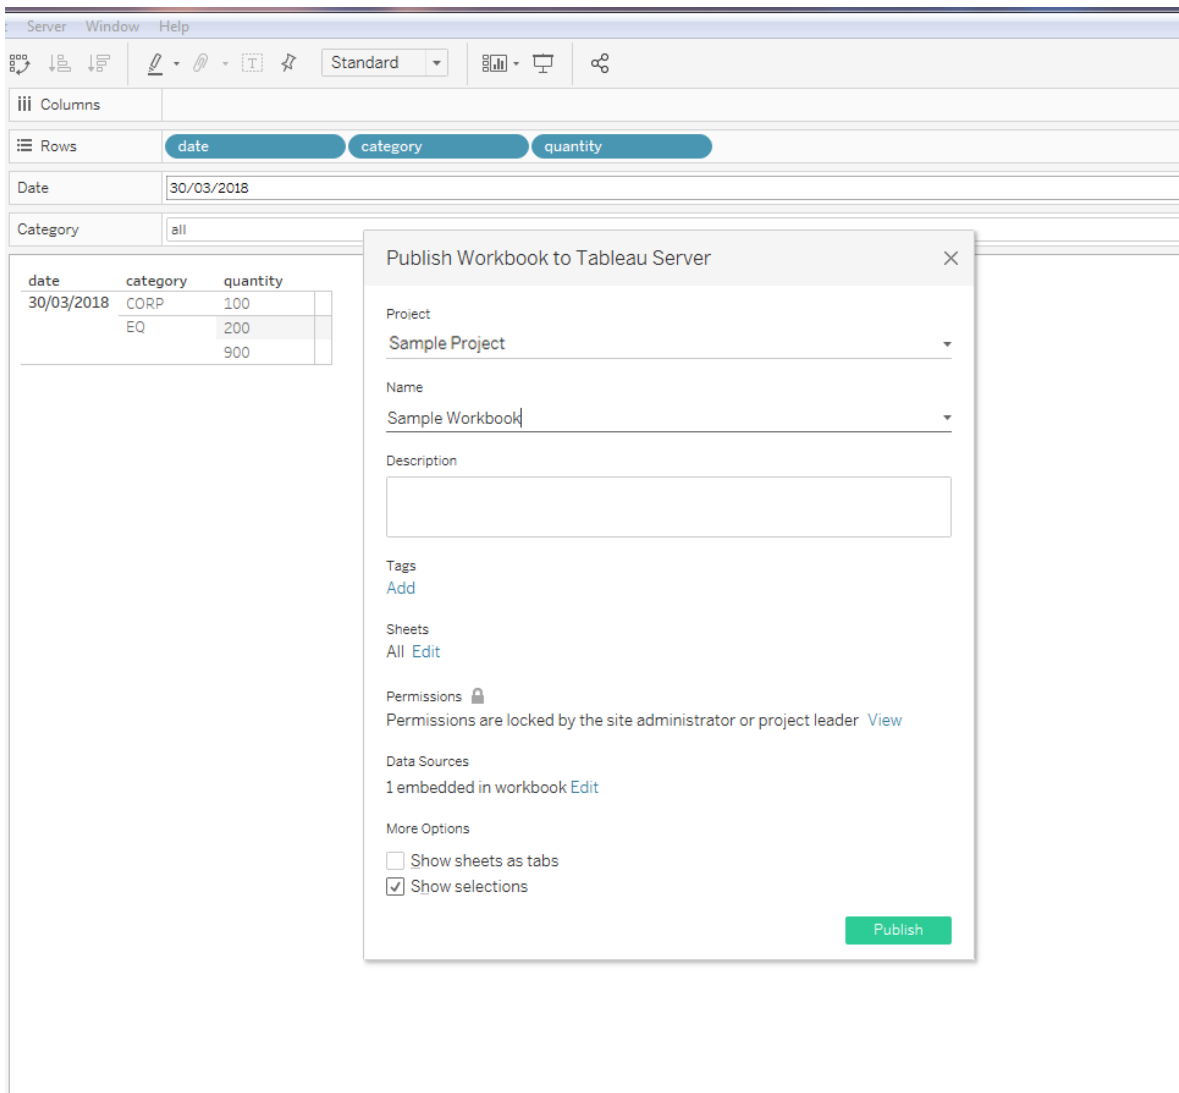 Server Window Help
T Standard
Columns
Rows date category quantity
Date 30/03/2018
Category all
date category quantity
30/03/2018 CORP 100
EQ 200
900
Publish Workbook to Tableau Server
Project
Sample Project
Name
Sample Workbook
Description
Tags
Add
Sheets
All Edit
Permissions
Permissions are locked by the site administrator or project leader View
Data Sources
1 embedded in workbook Edit
More Options
Show sheets as tabs
Show selections
Publish